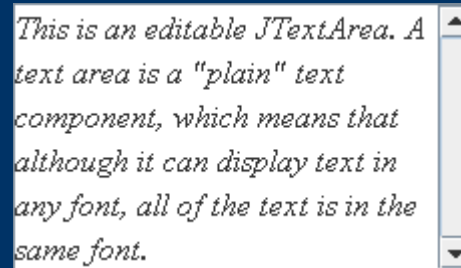 This is an editable JTextArea. A
text area is a "plain" text
component, which means that
although it can display text in
any font, all of the text is in the
same font.